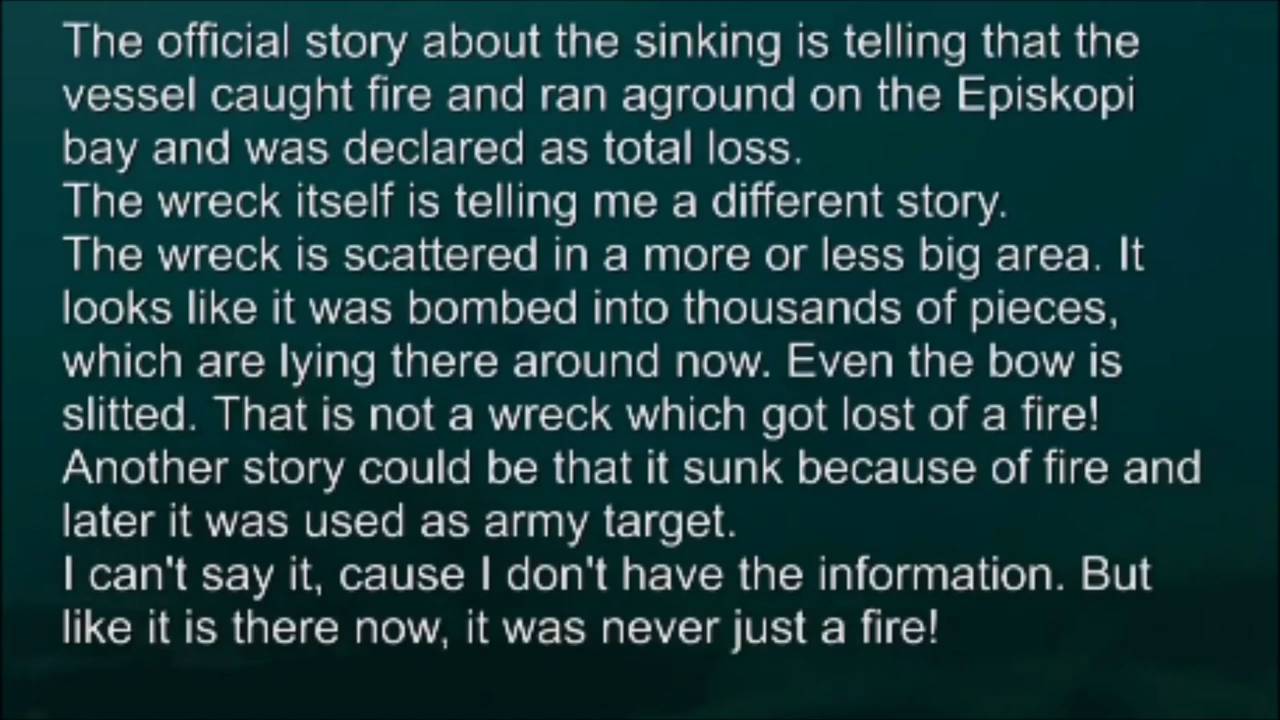 The official story about the sinking is telling that the
vessel caught fire and ran aground on the Episkopi
bay and was declared as total loss.
The wreck itself is telling me a different story.
The wreck is scattered in a more or less big area. It
looks like it was bombed into thousands of pieces,
which are lying there around now. Even the bow is
slitted. That is not a wreck which got lost of a fire!
Another story could be that it sunk because of fire and
later it was used as army target.
I can't say it, cause I don't have the information. But
like it is there now, it was never just a fire!